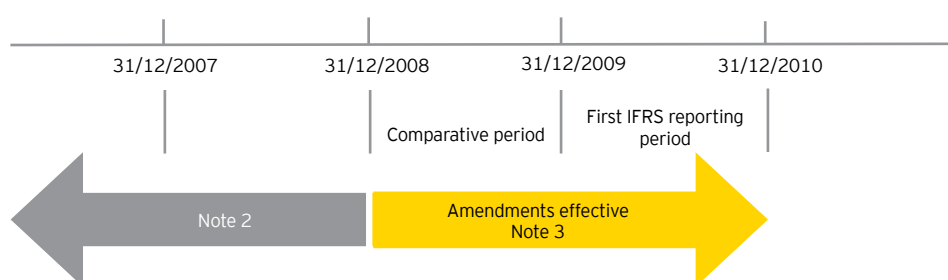 31/12/2007 31/12/2008 31/12/2009 31/12/2010
Comparative period
First IFRS reporting
period
Note 2
Amendments effective
Note 3